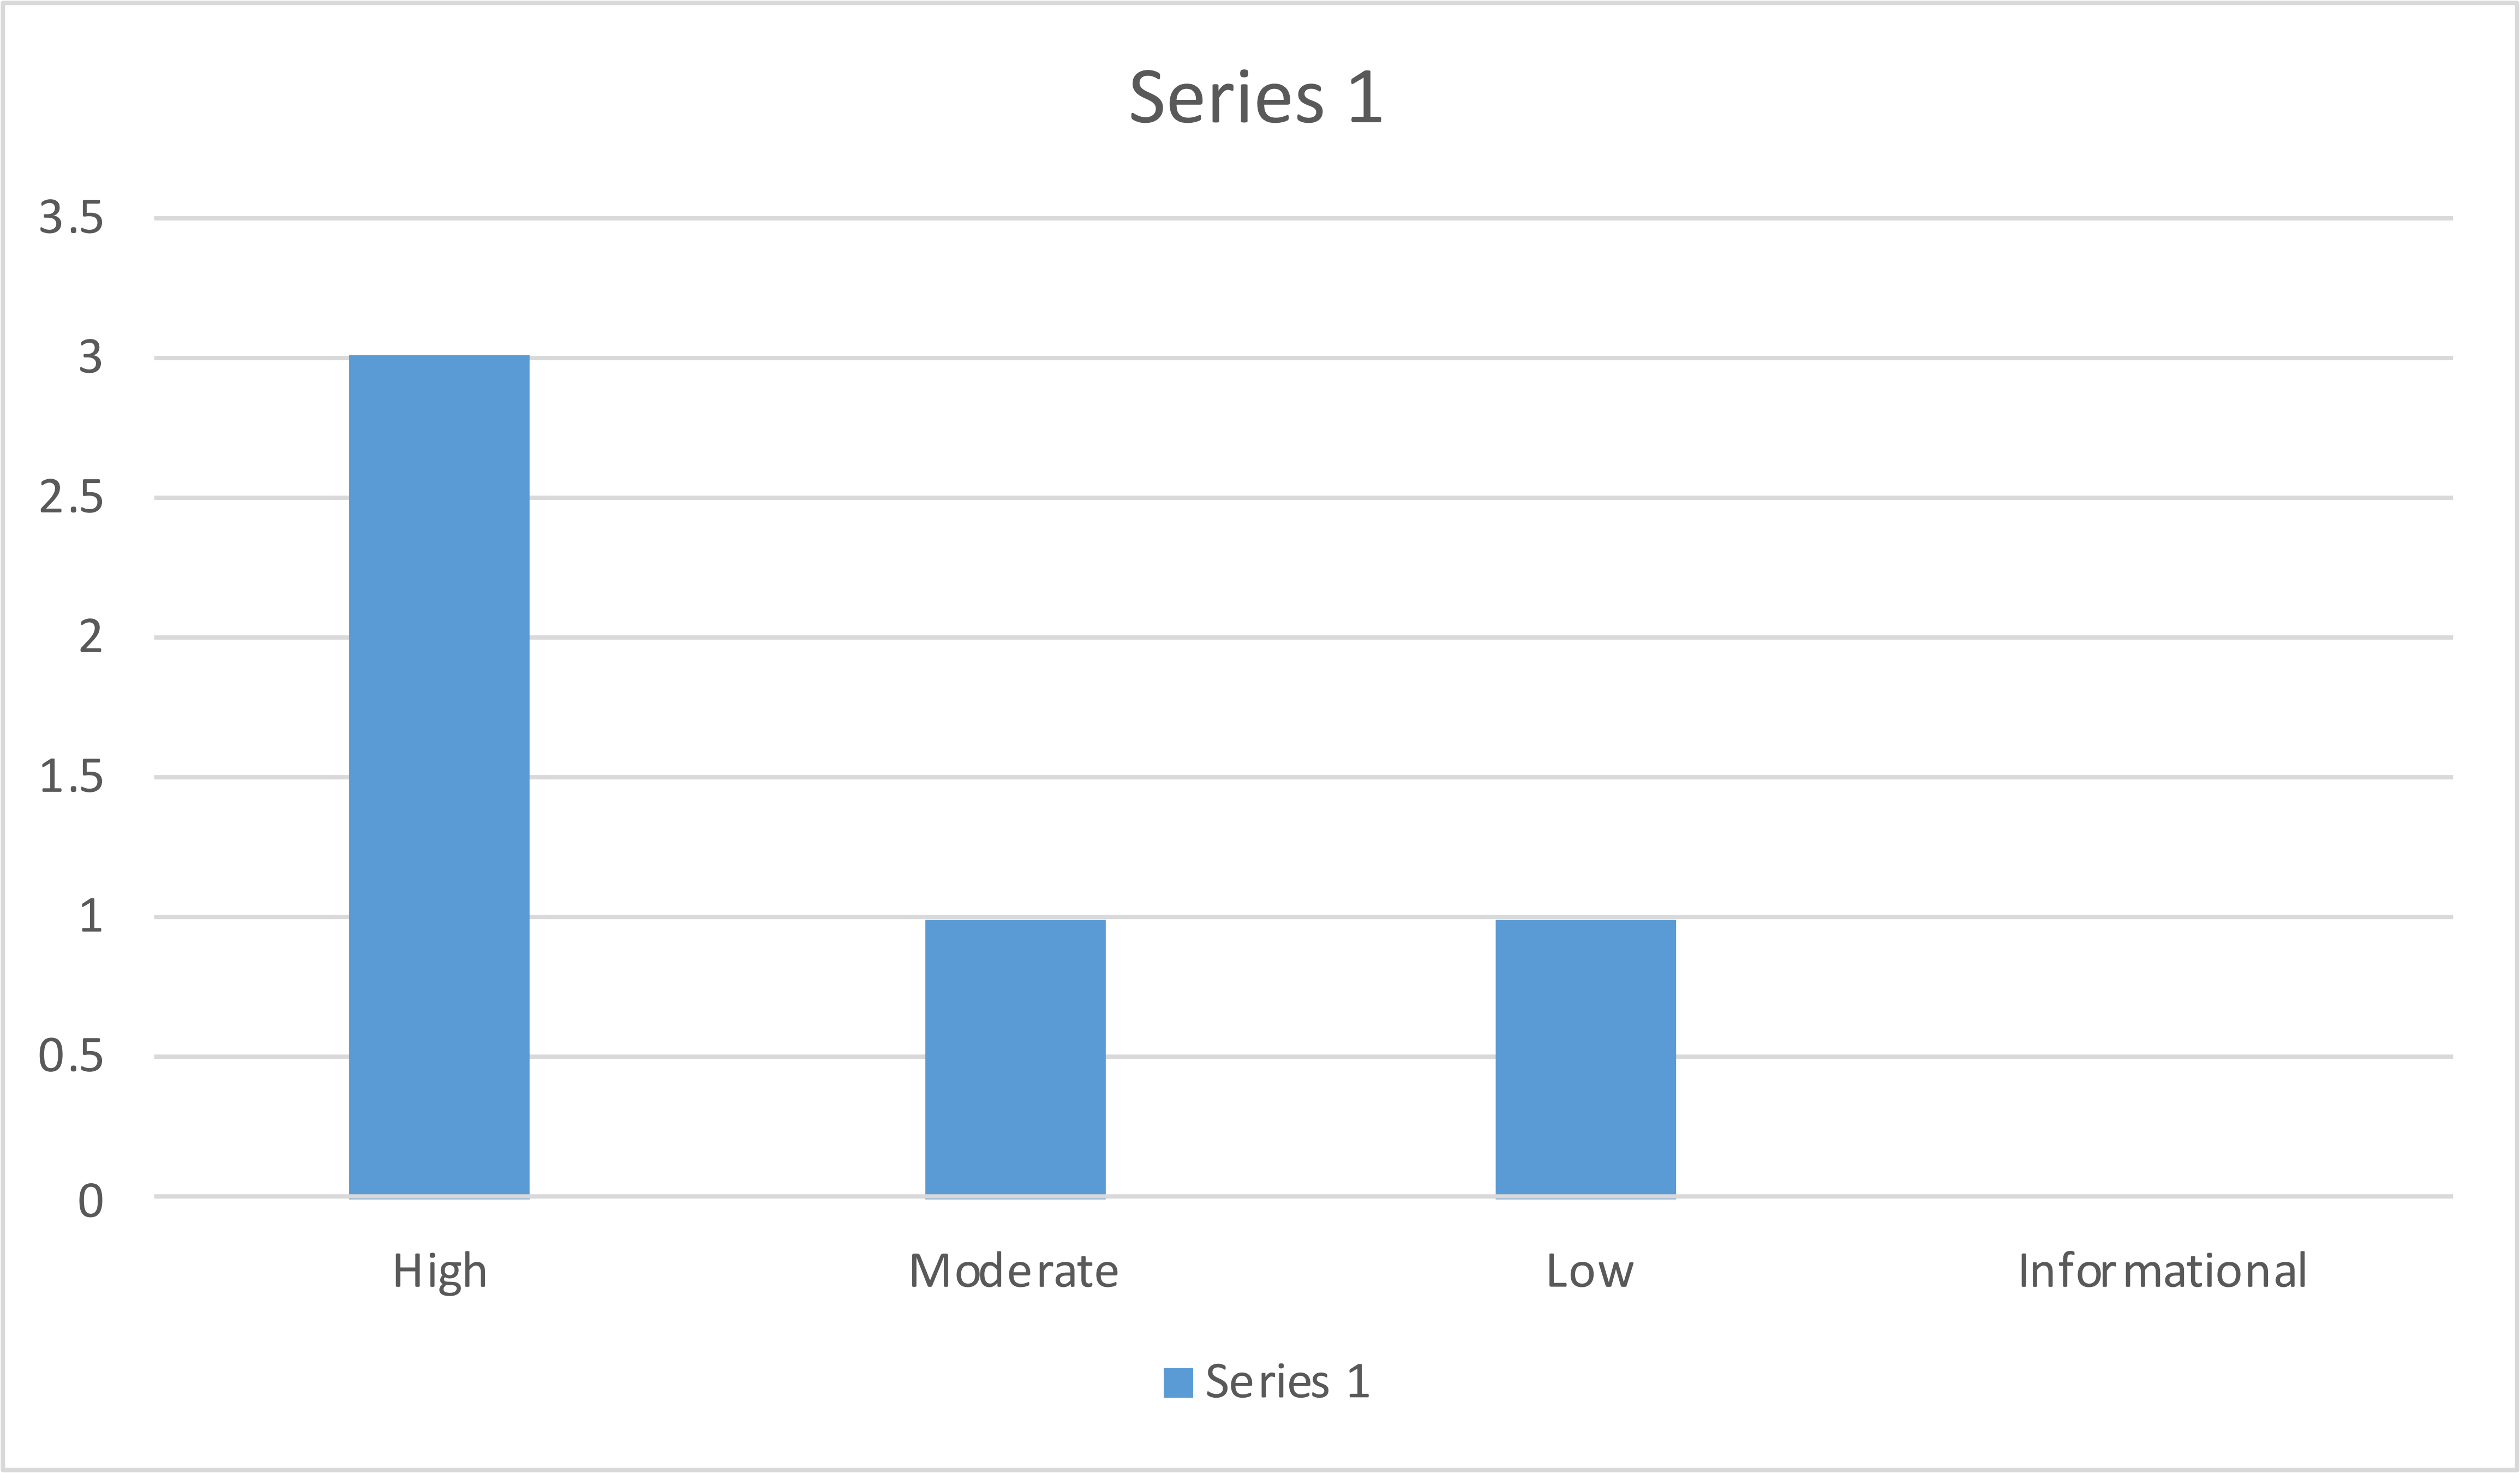 Series 1
3.5
3
2.5
2
1.5
1
0.5
0
High Moderate Low Informational
Series 1